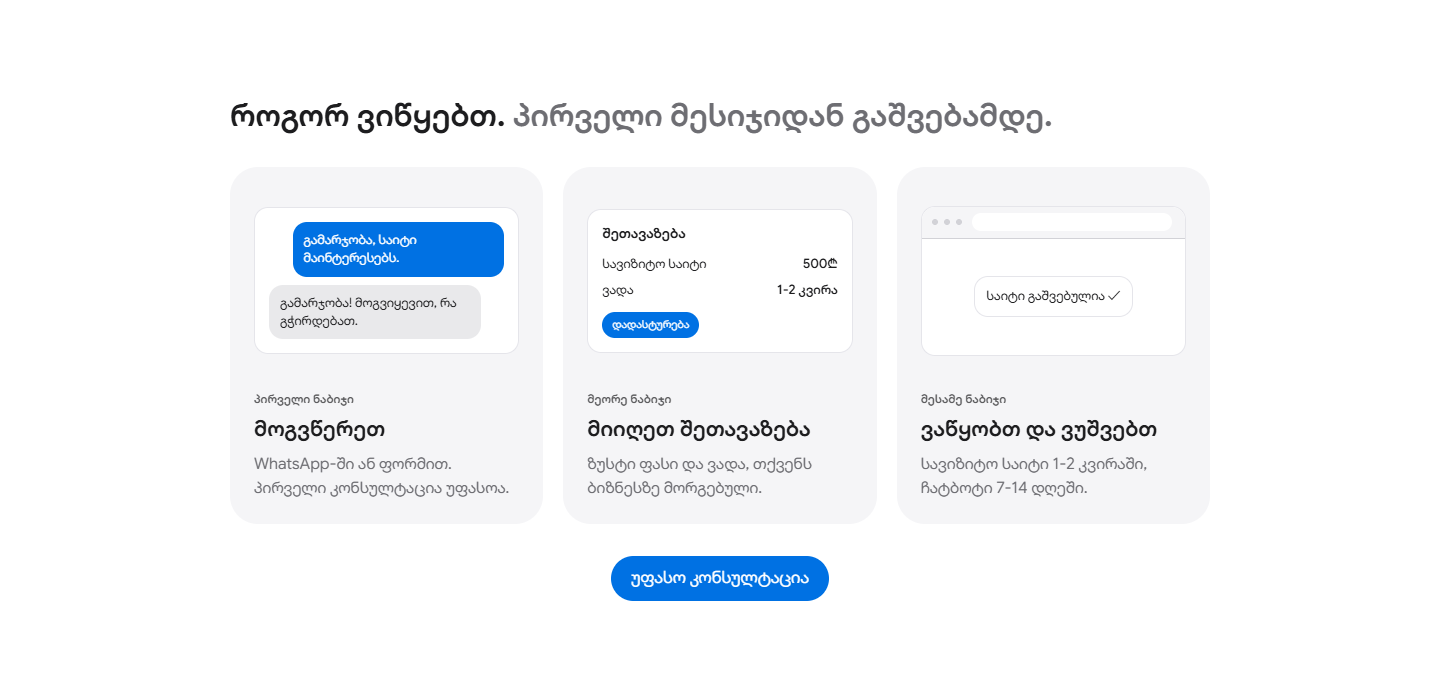 როგორ ვიწყებთ. პირველი მესიჯიდან გაშვებამდე.
გამარჯობა, საიტი
მაინტერესებს.
გამარჯობა! მოგვიყევით, რა
გჭირდებათ.
პირველი ნაბიჯი
მოგვწერეთ
WhatsApp-ში ან ფორმით.
პირველი კონსულტაცია უფასოა.
შეთავაზება
სავიზიტო საიტი 500₾
ვადა 1-2 კვირა
დადასტურება
მეორე ნაბიჯი
მიიღეთ შეთავაზება
ზუსტი ფასი და ვადა, თქვენს
ბიზნესზე მორგებული.
საიტი გაშვებულია ✓
მესამე ნაბიჯი
ვაწყობთ და ვუშვებთ
სავიზიტო საიტი 1-2 კვირაში,
ჩატბოტი 7-14 დღეში.
უფასო კონსულტაცია